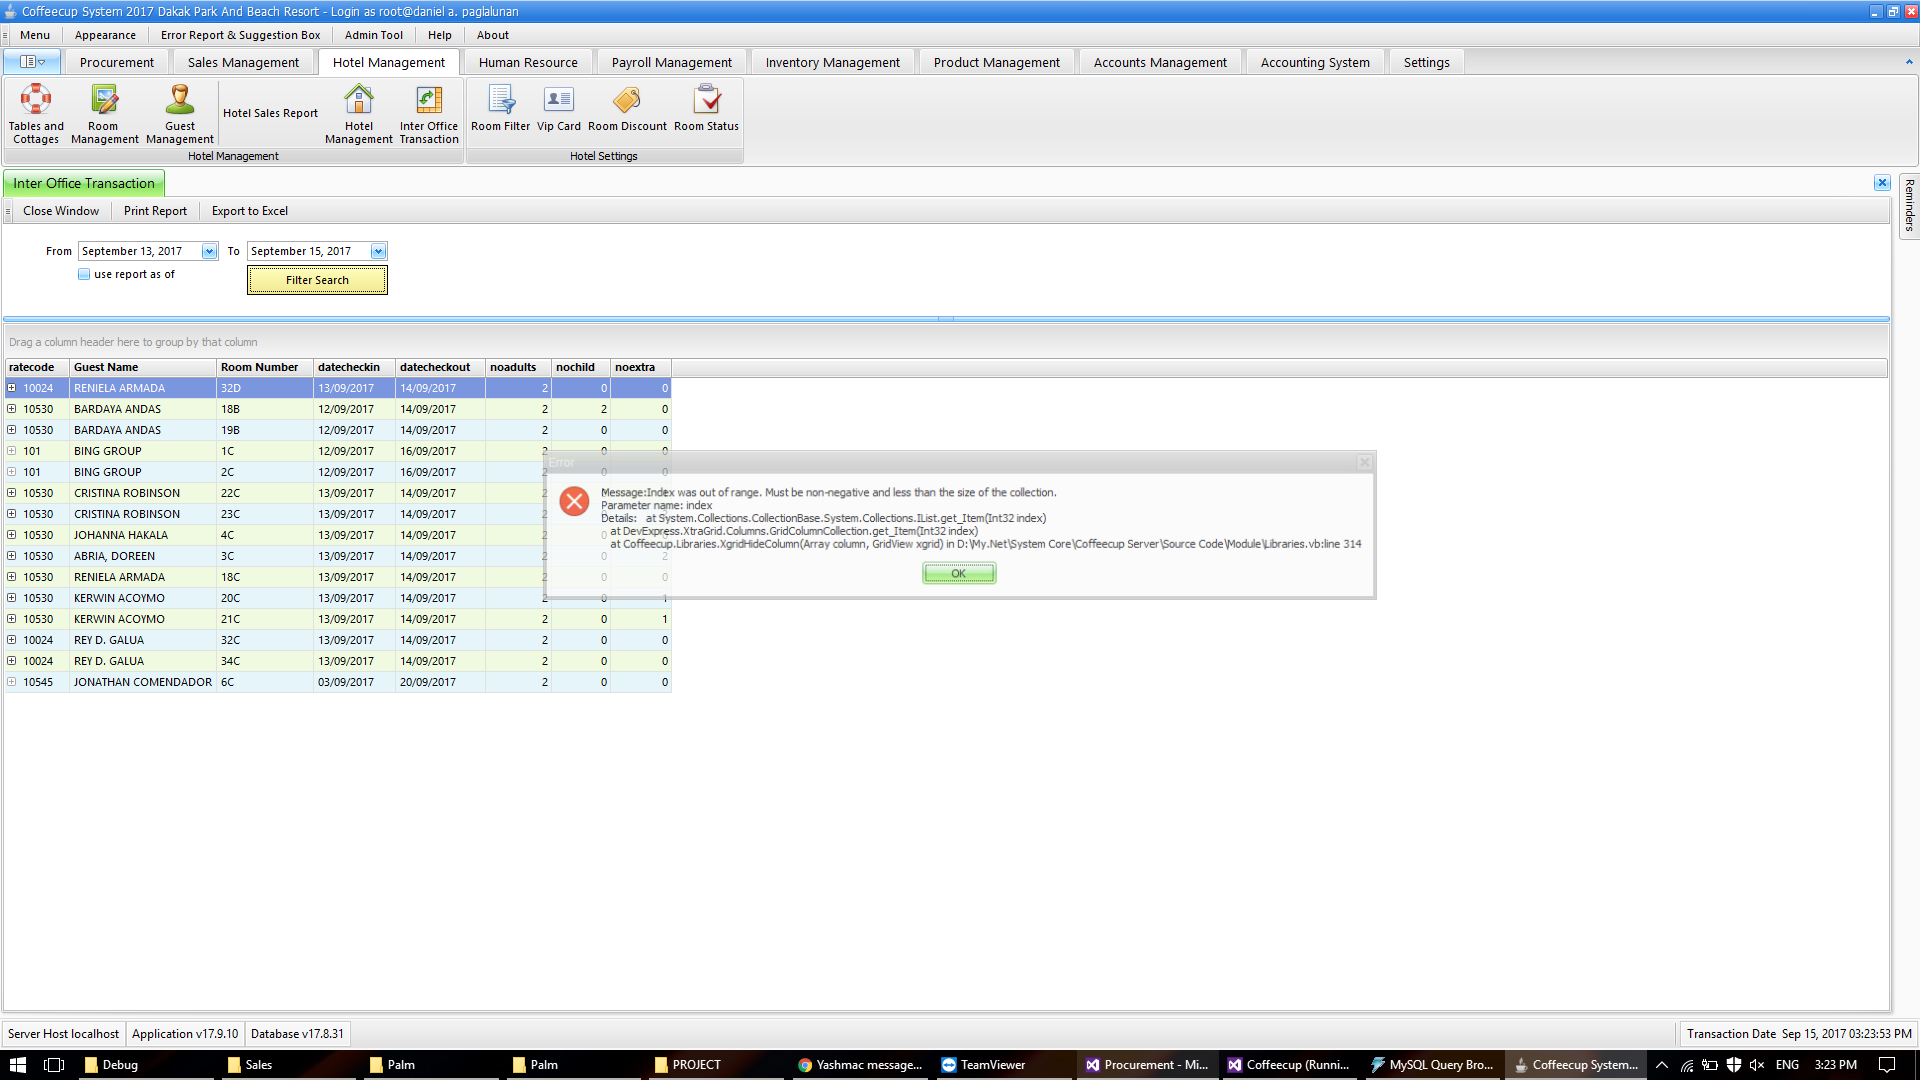 Coffeecup System 2017 Dakak Park And Beach Resort - Login as root@daniel a. paglalunan
Menu Appearance Error Report & Suggestion Box Admin Tool Help About
Procurement Sales Management Hotel Management Human Resource Payroll Management Inventory Management Product Management Accounts Management Accounting System Settings
Tables and Cottages Room Management Guest Management Hotel Sales Report Hotel Management Inter Office Transaction Room Filter Vip Card Room Discount Room Status
Hotel Management Hotel Settings
Inter Office Transaction
Reminders
Close Window Print Report Export to Excel
From September 13, 2017 To September 15, 2017
use report as of Filter Search
Drag a column header here to group by that column
ratecode Guest Name Room Number datecheckin datecheckout noadults nochild noextra
10024 RENIELA ARMADA 32D 13/09/2017 14/09/2017 2 0 0
10530 BARDAYA ANDAS 18B 12/09/2017 14/09/2017 2 2 0
10530 BARDAYA ANDAS 19B 12/09/2017 14/09/2017 2 0 0
101 BING GROUP 1C 12/09/2017 16/09/2017 2 0 0
101 BING GROUP 2C 12/09/2017 16/09/2017 2 0 0
10530 CRISTINA ROBINSON 22C 13/09/2017 14/09/2017 2
10530 CRISTINA ROBINSON 23C 13/09/2017 14/09/2017 2
10530 JOHANNA HAKALA 4C 13/09/2017 14/09/2017 2
10530 ABRIA, DOREEN 3C 13/09/2017 14/09/2017 2 0 2
10530 RENIELA ARMADA 18C 13/09/2017 14/09/2017 2 0 0
10530 KERWIN ACOYMO 20C 13/09/2017 14/09/2017 2 0 1
10530 KERWIN ACOYMO 21C 13/09/2017 14/09/2017 2 0 1
10024 REY D. GALUA 32C 13/09/2017 14/09/2017 2 0 0
10024 REY D. GALUA 34C 13/09/2017 14/09/2017 2 0 0
10545 JONATHAN COMENDADOR 6C 03/09/2017 20/09/2017 2 0 0
Error
Message:Index was out of range. Must be non-negative and less than the size of the collection.
Parameter name: index
Details: at System.Collections.CollectionBase.System.Collections.IList.get_Item(Int32 index)
at DevExpress.XtraGrid.Columns.GridColumnCollection.get_Item(Int32 index)
at Coffeecup.Libraries.XgridHideColumn(Array column, GridView xgrid) in D:\My.Net\System Core\Coffeecup Server\Source Code\Module\Libraries.vb:line 314
OK
Server Host localhost Application v17.9.10 Database v17.8.31 Transaction Date Sep 15, 2017 03:23:53 PM
Debug Sales Palm Palm PROJECT Yashmac message... TeamViewer Procurement - Mi... Coffeecup (Runni... MySQL Query Bro... Coffeecup System... ENG 3:23 PM